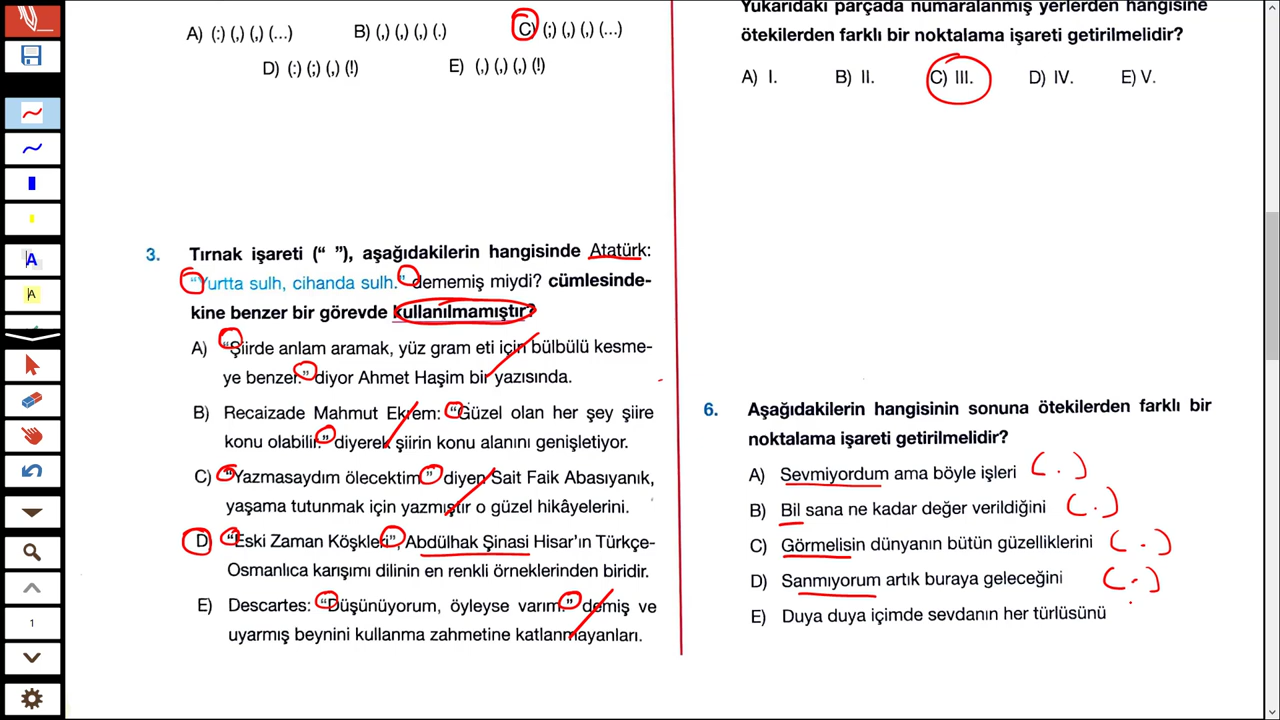 A) (:) (,) (,) (...)
B) (,) (,) (,) (.)
C) (;) (,) (,) (...)
D) (:) (;) (,) (!)
E) (,) (,) (,) (!)
3. Tırnak işareti (“ ”), aşağıdakilerin hangisinde Atatürk:
“Yurtta sulh, cihanda sulh.” dememiş miydi? cümlesinde-
kine benzer bir görevde kullanılmamıştır?
A) “Şiirde anlam aramak, yüz gram eti için bülbülü kesme-
ye benzer.” diyor Ahmet Haşim bir yazısında.
B) Recaizade Mahmut Ekrem: “Güzel olan her şey şiire
konu olabilir.” diyerek şiirin konu alanını genişletiyor.
C) “Yazmasaydım ölecektim” diyen Sait Faik Abasıyanık,
yaşama tutunmak için yazmıştır o güzel hikâyelerini.
D) “Eski Zaman Köşkleri”, Abdülhak Şinasi Hisar’ın Türkçe-
Osmanlıca karışımı dilinin en renkli örneklerinden biridir.
E) Descartes: “Düşünüyorum, öyleyse varım.” demiş ve
uyarmış beynini kullanma zahmetine katlanmayanları.
Yukarıdaki parçada numaralanmış yerlerden hangisine
ötekilerden farklı bir noktalama işareti getirilmelidir?
A) I.
B) II.
C) III.
D) IV.
E) V.
6. Aşağıdakilerin hangisinin sonuna ötekilerden farklı bir
noktalama işareti getirilmelidir?
A) Sevmiyordum ama böyle işleri ( . )
B) Bil sana ne kadar değer verildiğini ( . )
C) Görmelisin dünyanın bütün güzelliklerini ( . )
D) Sanmıyorum artık buraya geleceğini ( . )
E) Duya duya içimde sevdanın her türlüsünü
A
A
1